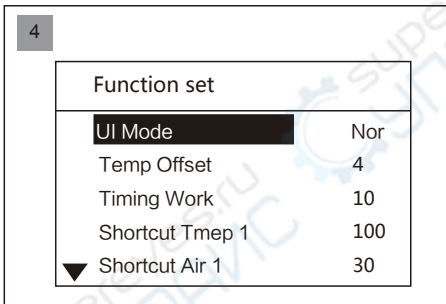 4
Function set
UI Mode Nor
Temp Offset 4
Timing Work 10
Shortcut Tmep 1 100
Shortcut Air 1 30